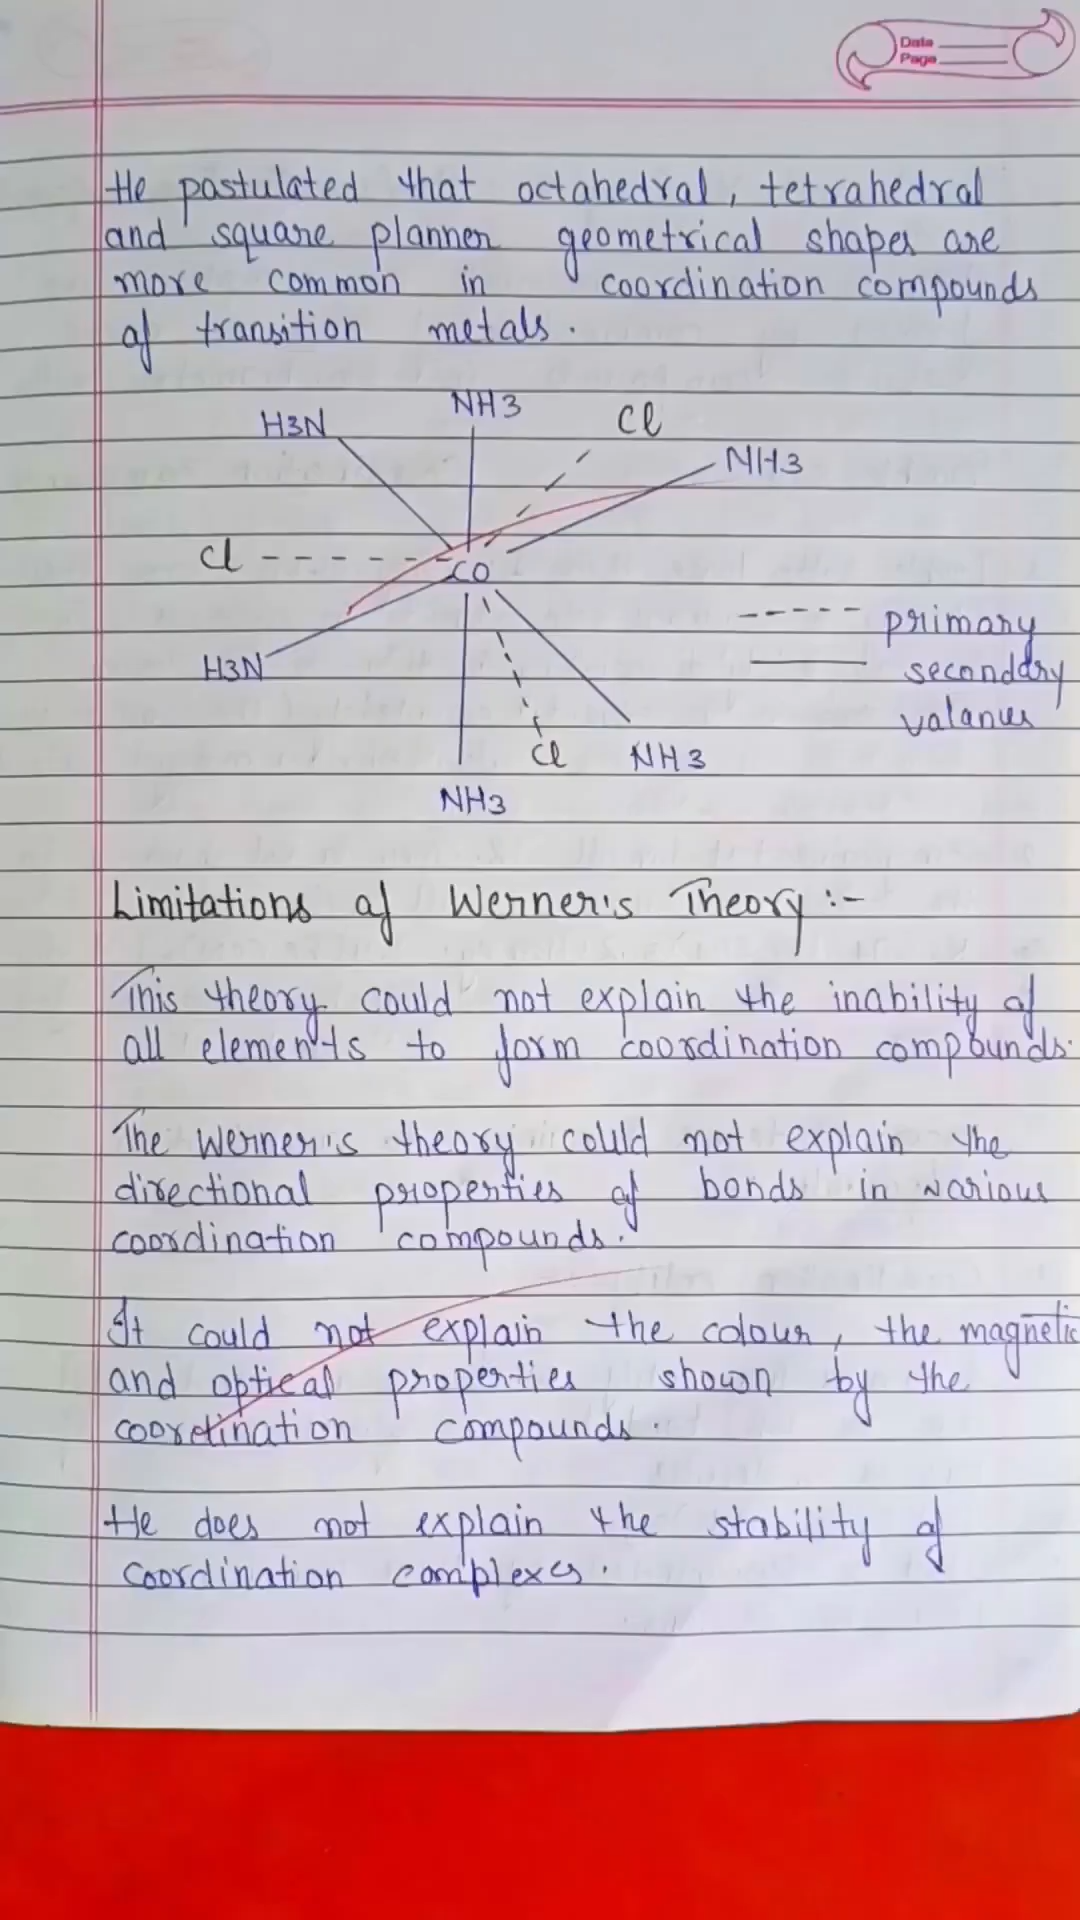 Data
Page
He postulated that octahedral, tetrahedral
and square planner geometrical shapes are
more common in coordination compounds
of transition metals.
H3N NH3 Cl
NH3
Cl
CO
primary
H3N secondary
valanies
Cl NH3
NH3
Limitations of Werner's Theory :-
This theory could not explain the inability of
all elements to form coordination compounds.
The Werner's theory could not explain the
directional properties of bonds in various
coordination compounds.
It could not explain the colour, the magnetic
and optical properties shown by the
coordination compounds.
He does not explain the stability of
coordination complexes.